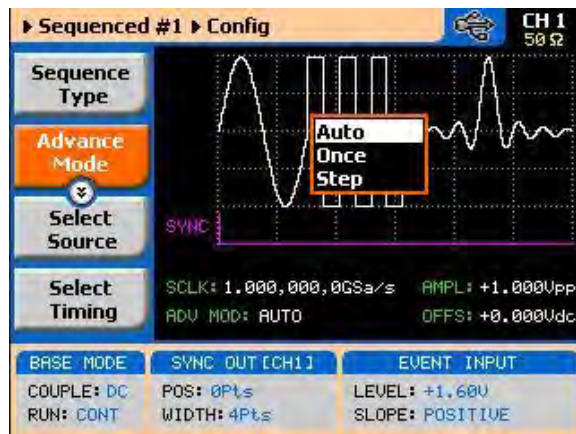 Sequenced #1 ▶ Config
CH 1
50 Ω
Sequence
Type
Advance
Mode
Select
Source
Select
Timing
Auto
Once
Step
SYNC
SCLK: 1.000,000,0GSa/s AMPL: +1.000Vpp
ADV MOD: AUTO OFFS: +0.000Vdc
BASE MODE SYNC OUT [CH1] EVENT INPUT
COUPLE: DC POS: 0Pts LEVEL: +1.60V
RUN: CONT WIDTH: 4Pts SLOPE: POSITIVE